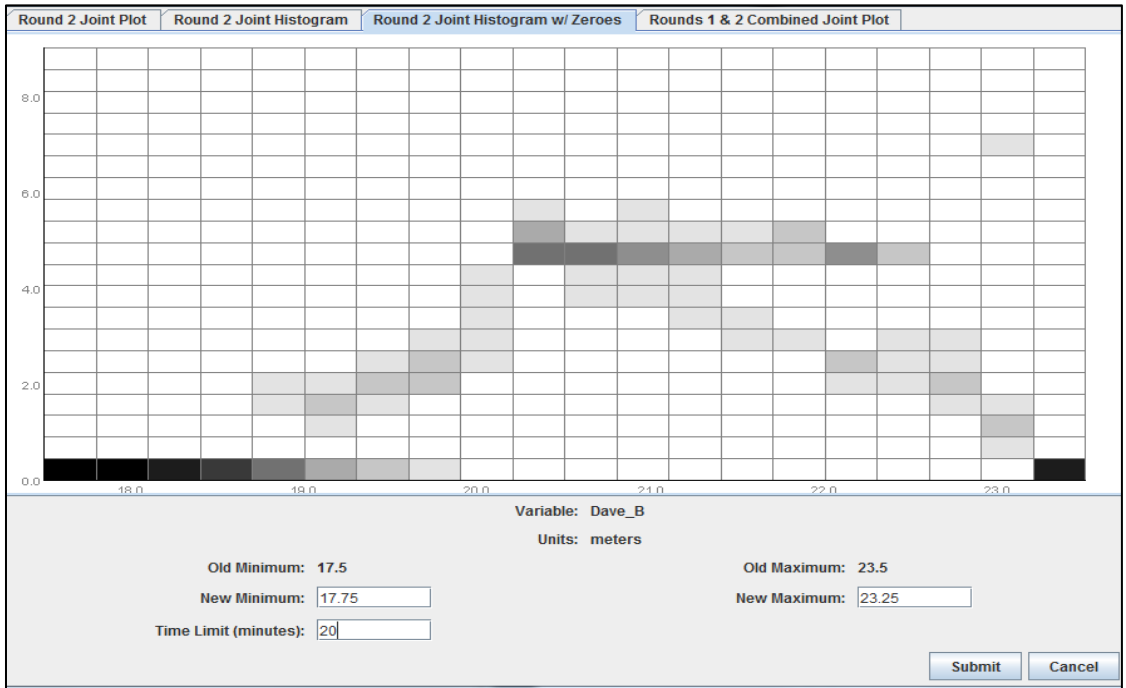 Round 2 Joint Plot Round 2 Joint Histogram Round 2 Joint Histogram w/ Zeroes Rounds 1 & 2 Combined Joint Plot
8.0
6.0
4.0
2.0
0.0
18.0 19.0 20.0 21.0 22.0 23.0
Variable: Dave_B
Units: meters
Old Minimum: 17.5 Old Maximum: 23.5
New Minimum: 17.75 New Maximum: 23.25
Time Limit (minutes): 20
Submit Cancel